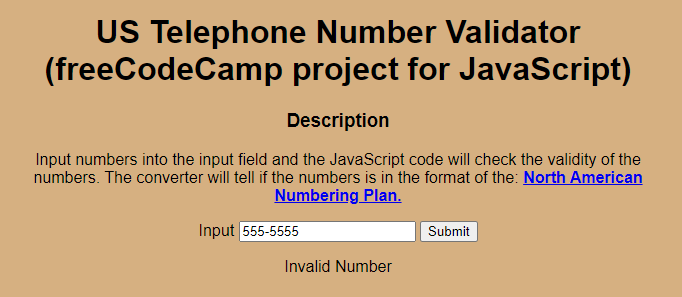 US Telephone Number Validator
(freeCodeCamp project for JavaScript)
Description
Input numbers into the input field and the JavaScript code will check the validity of the
numbers. The converter will tell if the numbers is in the format of the: North American
Numbering Plan.
Input 555-5555 Submit
Invalid Number